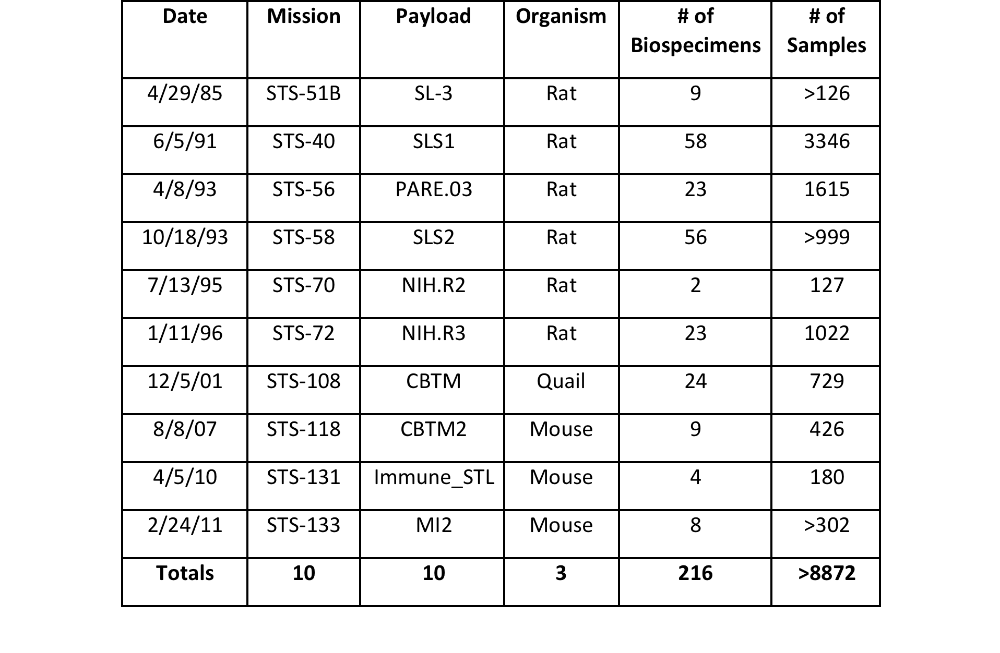 Date Mission Payload Organism # of Biospecimens # of Samples
4/29/85 STS-51B SL-3 Rat 9 >126
6/5/91 STS-40 SLS1 Rat 58 3346
4/8/93 STS-56 PARE.03 Rat 23 1615
10/18/93 STS-58 SLS2 Rat 56 >999
7/13/95 STS-70 NIH.R2 Rat 2 127
1/11/96 STS-72 NIH.R3 Rat 23 1022
12/5/01 STS-108 CBTM Quail 24 729
8/8/07 STS-118 CBTM2 Mouse 9 426
4/5/10 STS-131 Immune_STL Mouse 4 180
2/24/11 STS-133 MI2 Mouse 8 >302
Totals 10 10 3 216 >8872